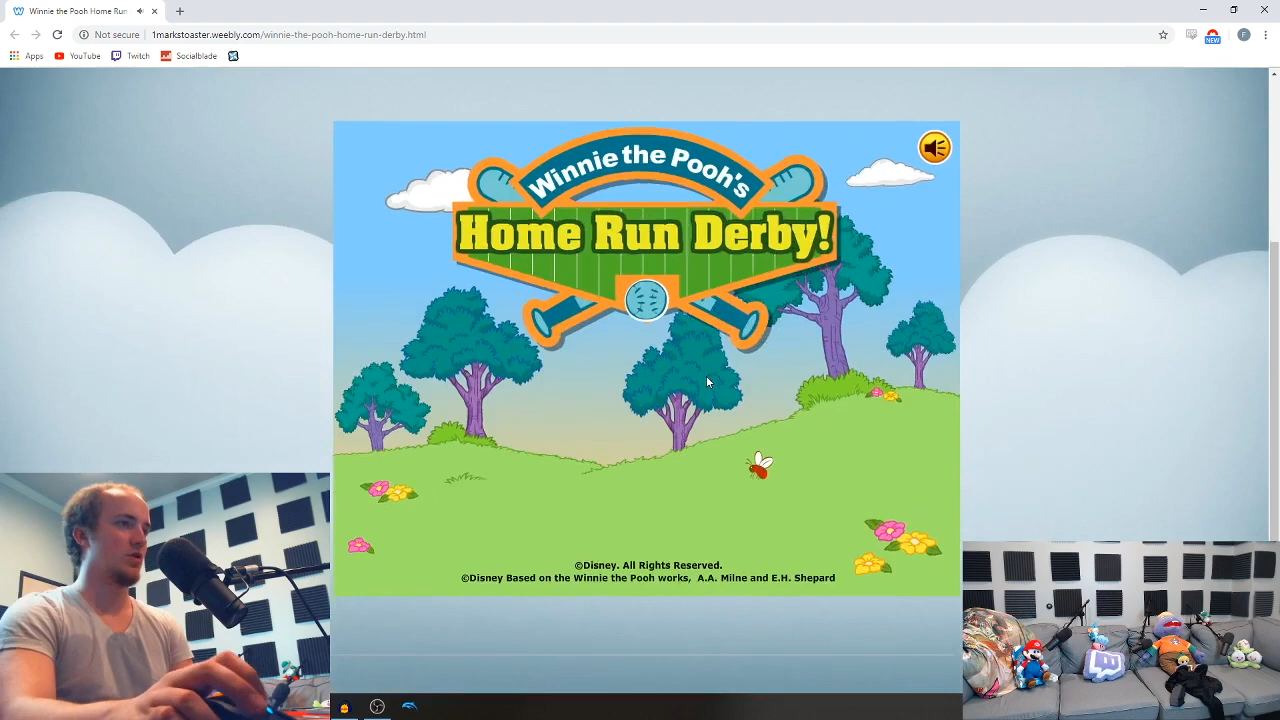 Winnie the Pooh Home Run
Not secure
1markstoaster.weebly.com/winnie-the-pooh-home-run-derby.html
NEW
F
Apps
YouTube
Twitch
Socialblade
Winnie the Pooh's
Home Run Derby!
©Disney. All Rights Reserved.
©Disney Based on the Winnie the Pooh works, A.A. Milne and E.H. Shepard